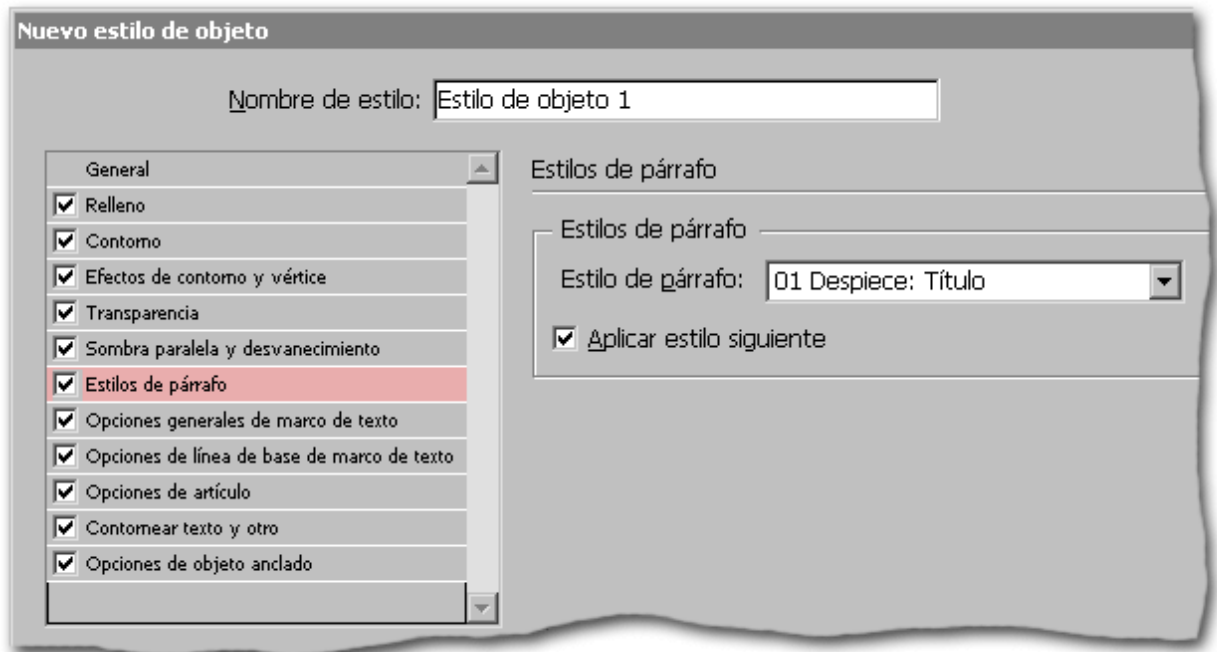 Nuevo estilo de objeto
Nombre de estilo: Estilo de objeto 1
General
Relleno
Contorno
Efectos de contorno y vértice
Transparencia
Sombra paralela y desvanecimiento
Estilos de párrafo
Opciones generales de marco de texto
Opciones de línea de base de marco de texto
Opciones de artículo
Contornear texto y otro
Opciones de objeto anclado
Estilos de párrafo
Estilos de párrafo
Estilo de párrafo: 01 Despiece: Título
Aplicar estilo siguiente